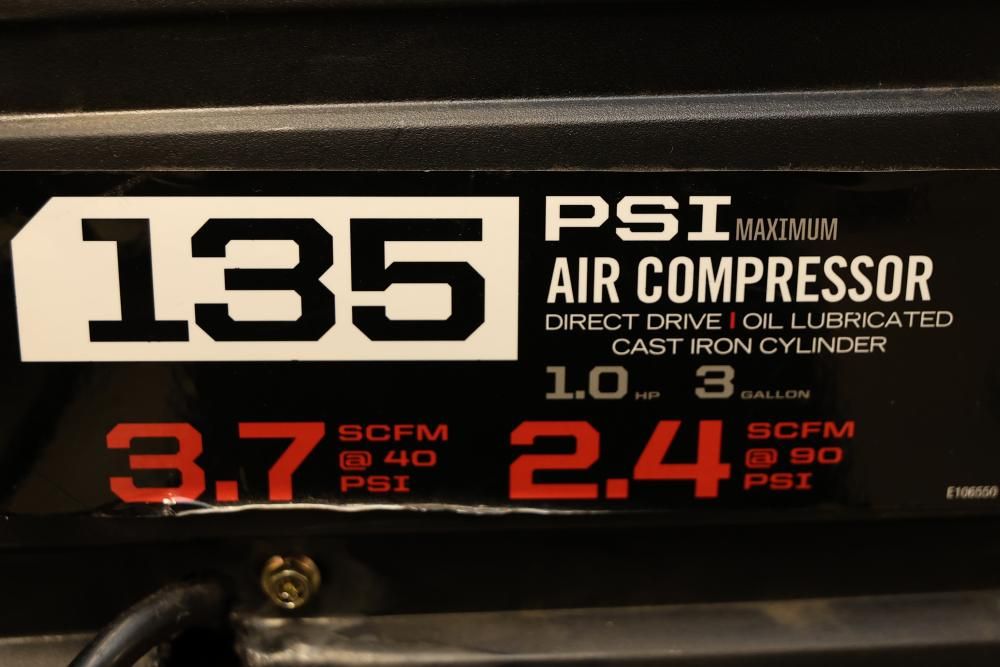 135 PSI MAXIMUM
AIR COMPRESSOR
DIRECT DRIVE | OIL LUBRICATED
CAST IRON CYLINDER
1.0 HP 3 GALLON
3.7 SCFM @ 40 PSI
2.4 SCFM @ 90 PSI
E106550